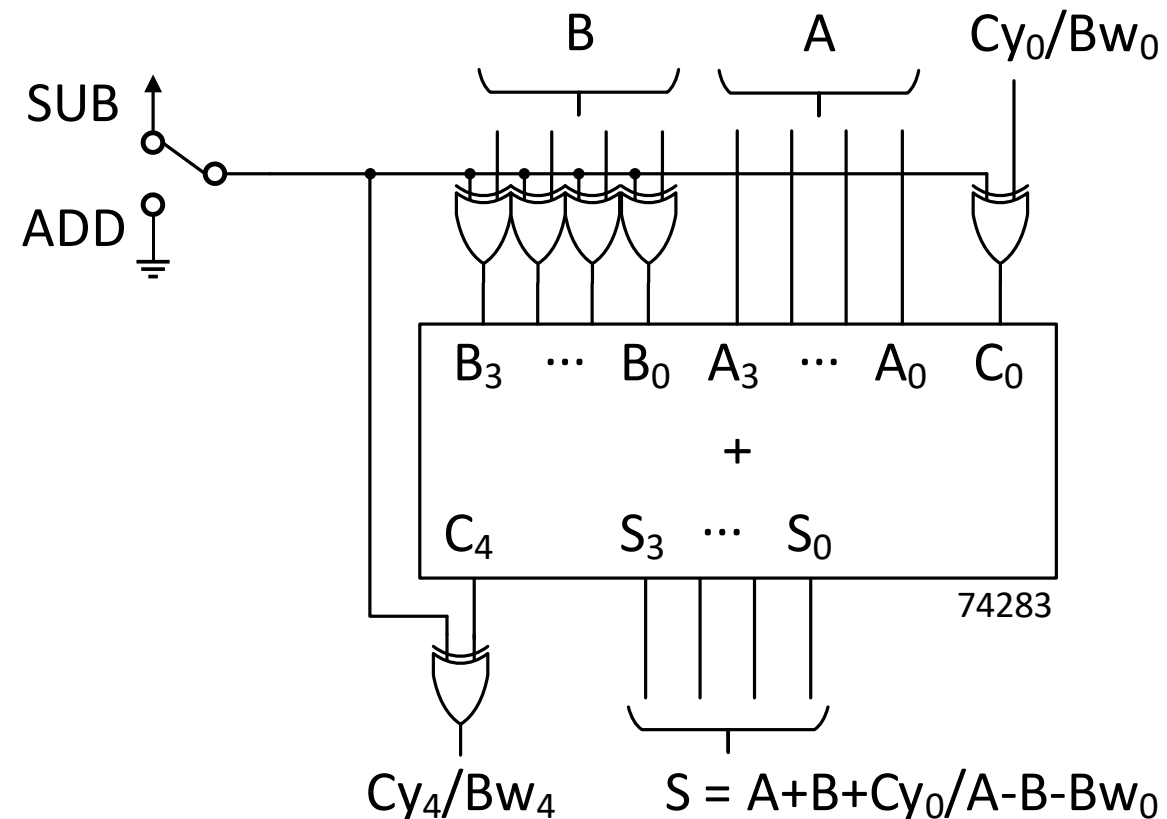 B A Cy₀/Bw₀
SUB
ADD
B₃ ... B₀ A₃ ... A₀ C₀
+
C₄ S₃ ... S₀
74283
Cy₄/Bw₄ S = A+B+Cy₀/A-B-Bw₀